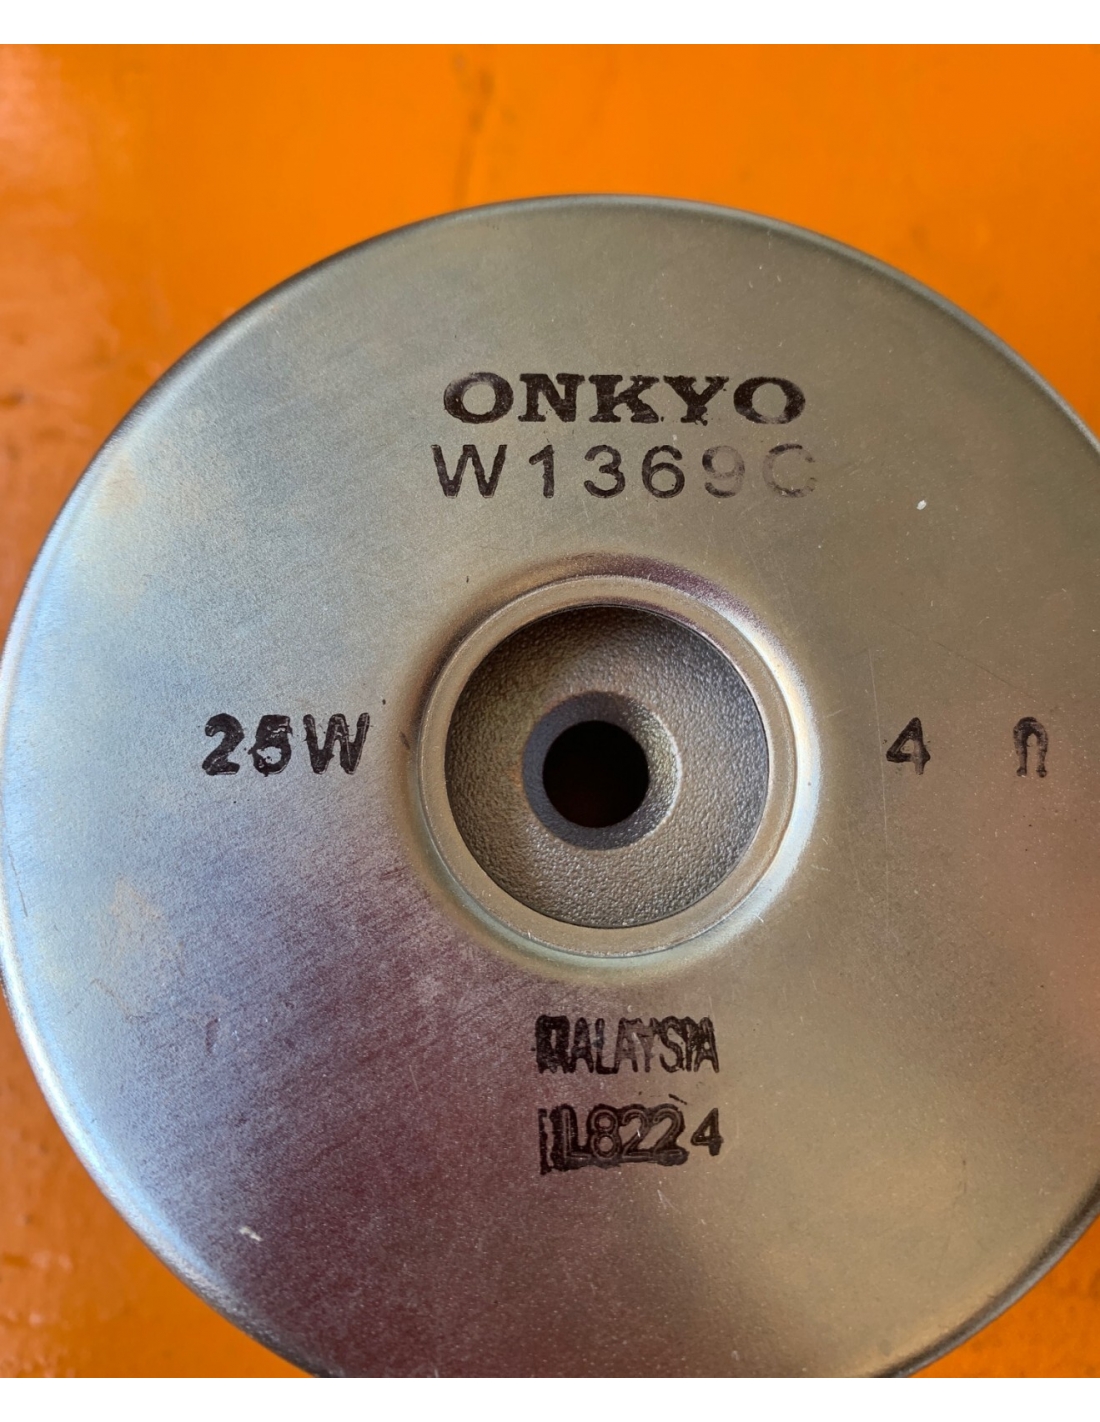 ONKYO
W1369C
25W
4 Ω
MALAYSIA
L8224